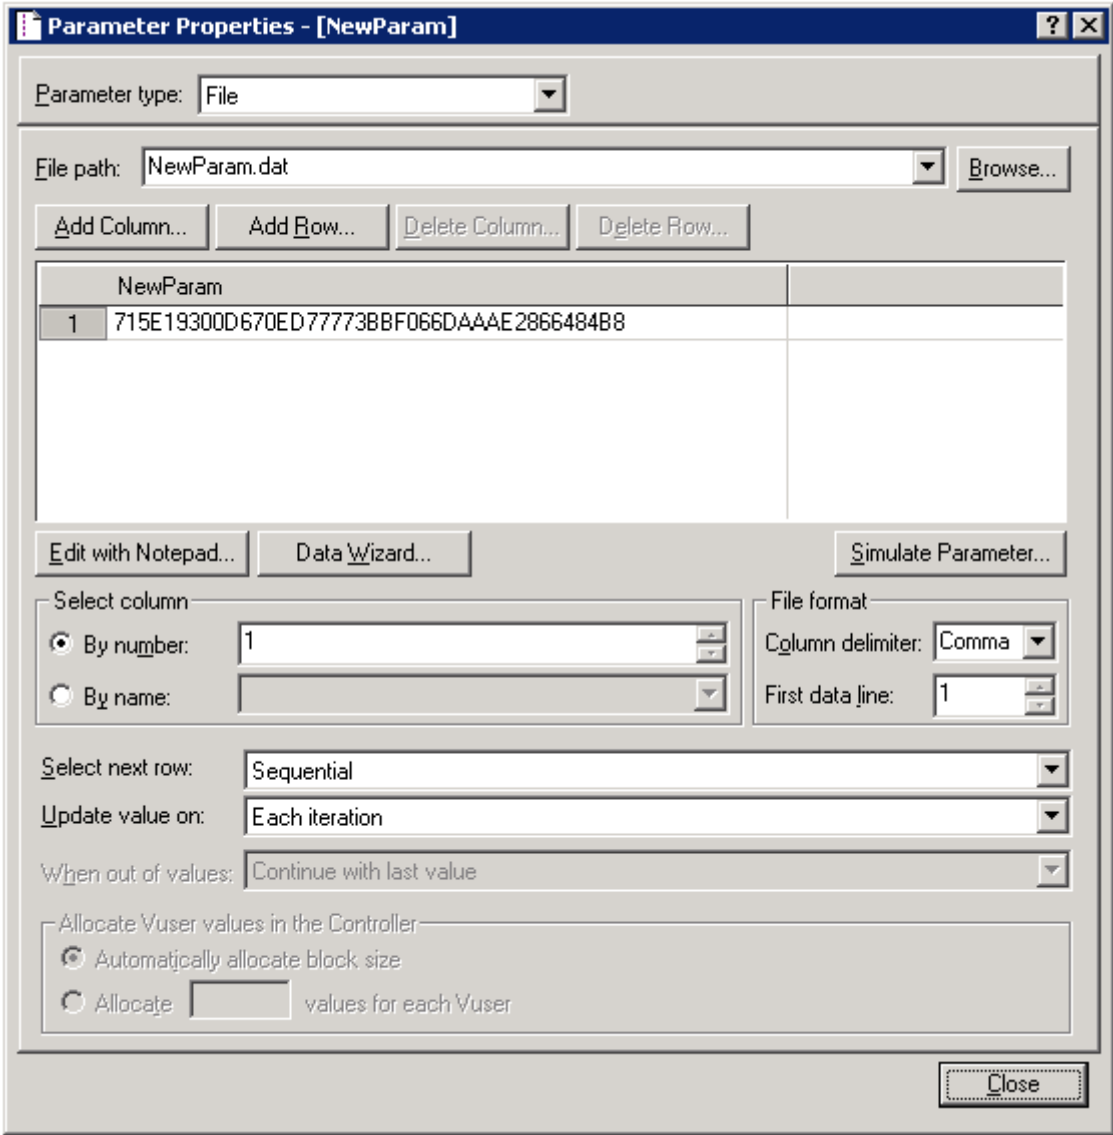 Parameter Properties - [NewParam]
Parameter type: File
File path: NewParam.dat Browse...
Add Column... Add Row... Delete Column... Delete Row...
NewParam
1 715E19300D670ED77773BBF066DAAAE2866484B8
Edit with Notepad... Data Wizard... Simulate Parameter...
Select column File format
By number: 1 Column delimiter: Comma
By name: First data line: 1
Select next row: Sequential
Update value on: Each iteration
When out of values: Continue with last value
Allocate Vuser values in the Controller
Automatically allocate block size
Allocate values for each Vuser
Close